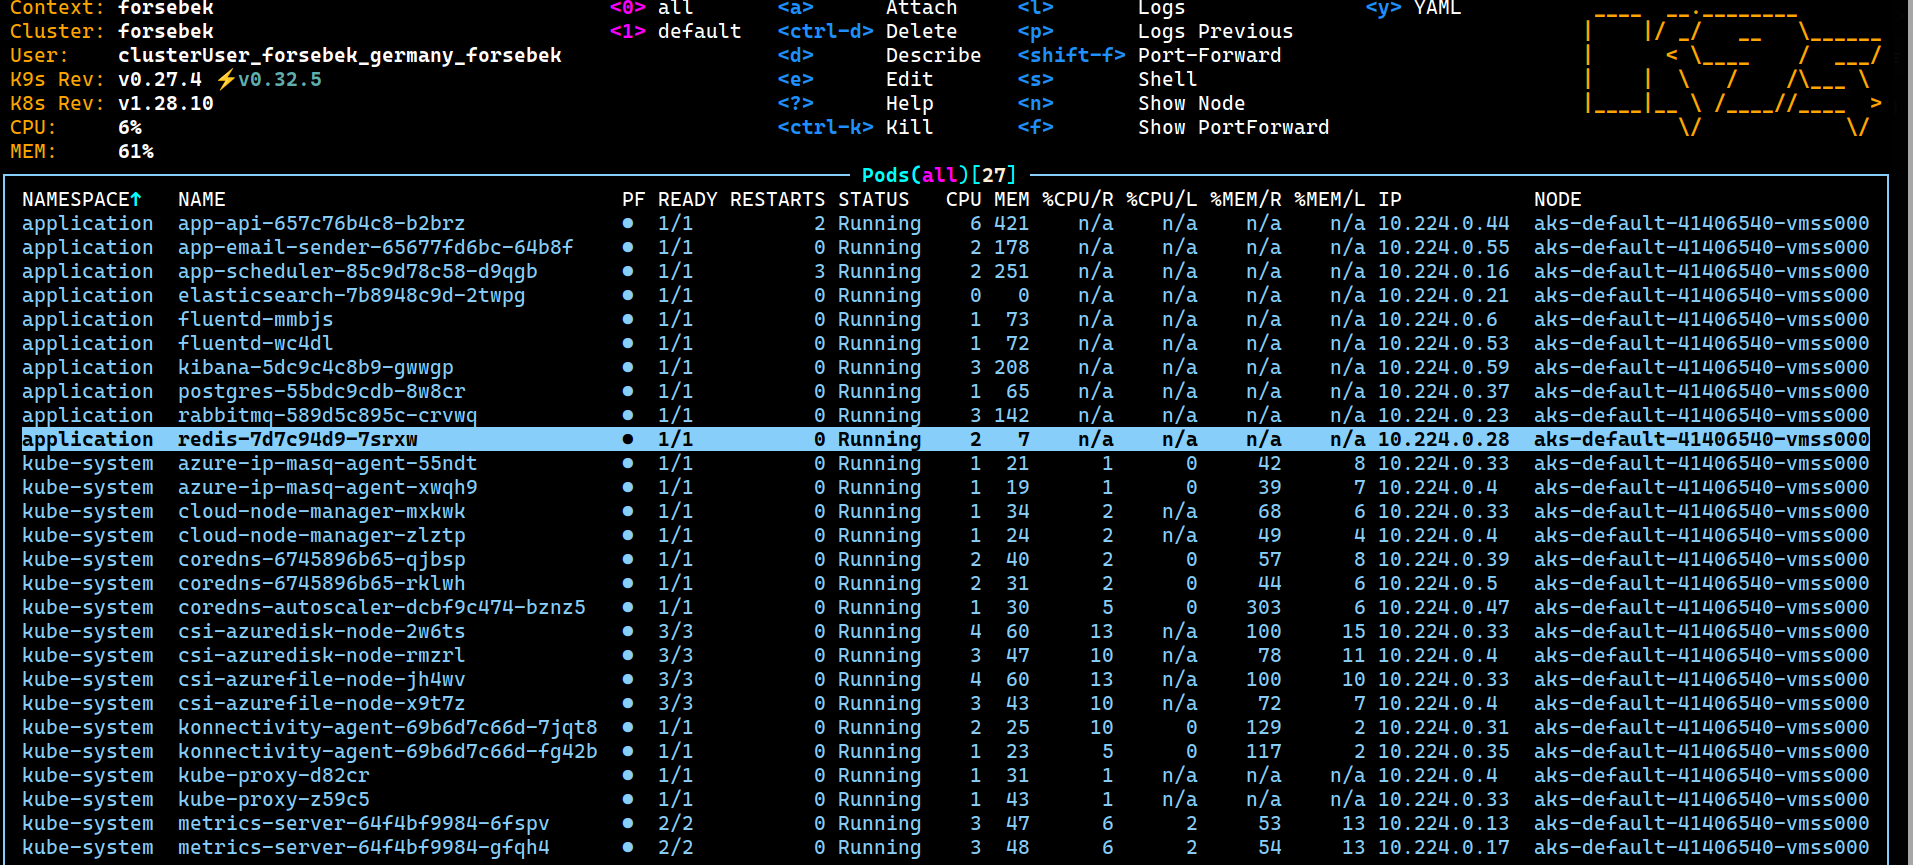 Context: forsebek <0> all <a> Attach <l> Logs <y> YAML
Cluster: forsebek <1> default <ctrl-d> Delete <p> Logs Previous
User: clusterUser_forsebek_germany_forsebek <d> Describe <shift-f> Port-Forward
K9s Rev: v0.27.4 ⚡v0.32.5 <e> Edit <s> Shell
K8s Rev: v1.28.10 <?> Help <n> Show Node
CPU: 6% <ctrl-k> Kill <f> Show PortForward
MEM: 61%
Pods(all)[27]
NAMESPACE↑ NAME PF READY RESTARTS STATUS CPU MEM %CPU/R %CPU/L %MEM/R %MEM/L IP NODE
application app-api-657c76b4c8-b2brz ● 1/1 2 Running 6 421 n/a n/a n/a n/a 10.224.0.44 aks-default-41406540-vmss000
application app-email-sender-65677fd6bc-64b8f ● 1/1 0 Running 2 178 n/a n/a n/a n/a 10.224.0.55 aks-default-41406540-vmss000
application app-scheduler-85c9d78c58-d9qgb ● 1/1 3 Running 2 251 n/a n/a n/a n/a 10.224.0.16 aks-default-41406540-vmss000
application elasticsearch-7b8948c9d-2twpg ● 1/1 0 Running 0 0 n/a n/a n/a n/a 10.224.0.21 aks-default-41406540-vmss000
application fluentd-mmbjs ● 1/1 0 Running 1 73 n/a n/a n/a n/a 10.224.0.6 aks-default-41406540-vmss000
application fluentd-wc4dl ● 1/1 0 Running 1 72 n/a n/a n/a n/a 10.224.0.53 aks-default-41406540-vmss000
application kibana-5dc9c4c8b9-gwwgp ● 1/1 0 Running 3 208 n/a n/a n/a n/a 10.224.0.59 aks-default-41406540-vmss000
application postgres-55bdc9cdb-8w8cr ● 1/1 0 Running 1 65 n/a n/a n/a n/a 10.224.0.37 aks-default-41406540-vmss000
application rabbitmq-589d5c895c-crvwq ● 1/1 0 Running 3 142 n/a n/a n/a n/a 10.224.0.23 aks-default-41406540-vmss000
application redis-7d7c94d9-7srxw ● 1/1 0 Running 2 7 n/a n/a n/a n/a 10.224.0.28 aks-default-41406540-vmss000
kube-system azure-ip-masq-agent-55ndt ● 1/1 0 Running 1 21 1 0 42 8 10.224.0.33 aks-default-41406540-vmss000
kube-system azure-ip-masq-agent-xwqh9 ● 1/1 0 Running 1 19 1 0 39 7 10.224.0.4 aks-default-41406540-vmss000
kube-system cloud-node-manager-mxkwk ● 1/1 0 Running 1 34 2 n/a 68 6 10.224.0.33 aks-default-41406540-vmss000
kube-system cloud-node-manager-zlztp ● 1/1 0 Running 1 24 2 n/a 49 4 10.224.0.4 aks-default-41406540-vmss000
kube-system coredns-6745896b65-qjbsp ● 1/1 0 Running 2 40 2 0 57 8 10.224.0.39 aks-default-41406540-vmss000
kube-system coredns-6745896b65-rklwh ● 1/1 0 Running 2 31 2 0 44 6 10.224.0.5 aks-default-41406540-vmss000
kube-system coredns-autoscaler-dcbf9c474-bznz5 ● 1/1 0 Running 1 30 5 0 303 6 10.224.0.47 aks-default-41406540-vmss000
kube-system csi-azuredisk-node-2w6ts ● 3/3 0 Running 4 60 13 n/a 100 15 10.224.0.33 aks-default-41406540-vmss000
kube-system csi-azuredisk-node-rmzrl ● 3/3 0 Running 3 47 10 n/a 78 11 10.224.0.4 aks-default-41406540-vmss000
kube-system csi-azurefile-node-jh4wv ● 3/3 0 Running 4 60 13 n/a 100 10 10.224.0.33 aks-default-41406540-vmss000
kube-system csi-azurefile-node-x9t7z ● 3/3 0 Running 3 43 10 n/a 72 7 10.224.0.4 aks-default-41406540-vmss000
kube-system konnectivity-agent-69b6d7c66d-7jqt8 ● 1/1 0 Running 2 25 10 0 129 2 10.224.0.31 aks-default-41406540-vmss000
kube-system konnectivity-agent-69b6d7c66d-fg42b ● 1/1 0 Running 1 23 5 0 117 2 10.224.0.35 aks-default-41406540-vmss000
kube-system kube-proxy-d82cr ● 1/1 0 Running 1 31 1 n/a n/a n/a 10.224.0.4 aks-default-41406540-vmss000
kube-system kube-proxy-z59c5 ● 1/1 0 Running 1 43 1 n/a n/a n/a 10.224.0.33 aks-default-41406540-vmss000
kube-system metrics-server-64f4bf9984-6fspv ● 2/2 0 Running 3 47 6 2 53 13 10.224.0.13 aks-default-41406540-vmss000
kube-system metrics-server-64f4bf9984-gfqh4 ● 2/2 0 Running 3 48 6 2 54 13 10.224.0.17 aks-default-41406540-vmss000